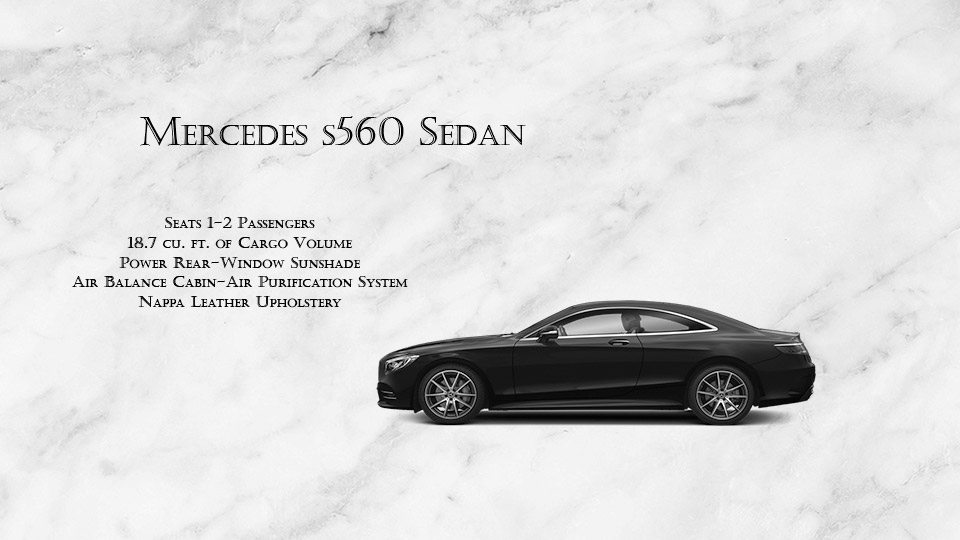 Mercedes s560 Sedan
Seats 1-2 Passengers
18.7 cu. ft. of Cargo Volume
Power Rear-Window Sunshade
Air Balance Cabin-Air Purification System
Nappa Leather Upholstery